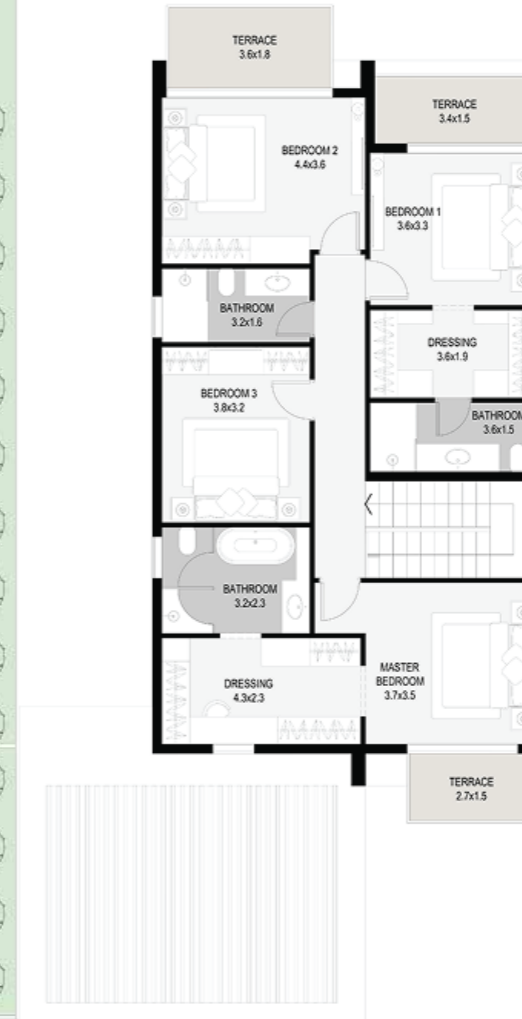 TERRACE
3.6x1.8
TERRACE
3.4x1.5
BEDROOM 2
4.4x3.6
BEDROOM 1
3.6x3.3
BATHROOM
3.2x1.6
DRESSING
3.6x1.9
BEDROOM 3
3.8x3.2
BATHROOM
3.6x1.5
BATHROOM
3.2x2.3
MASTER
BEDROOM
3.7x3.5
DRESSING
4.3x2.3
TERRACE
2.7x1.5